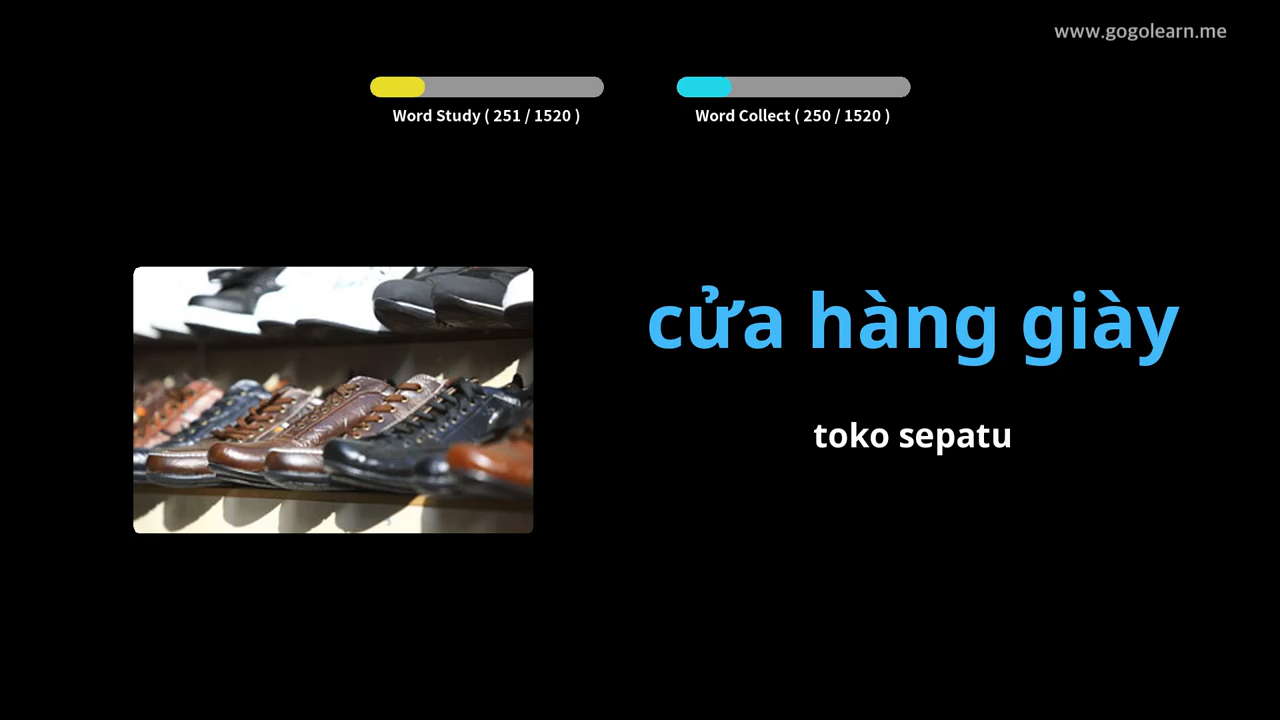 www.gogolearn.me
Word Study ( 251 / 1520 )
Word Collect ( 250 / 1520 )
cửa hàng giày
toko sepatu